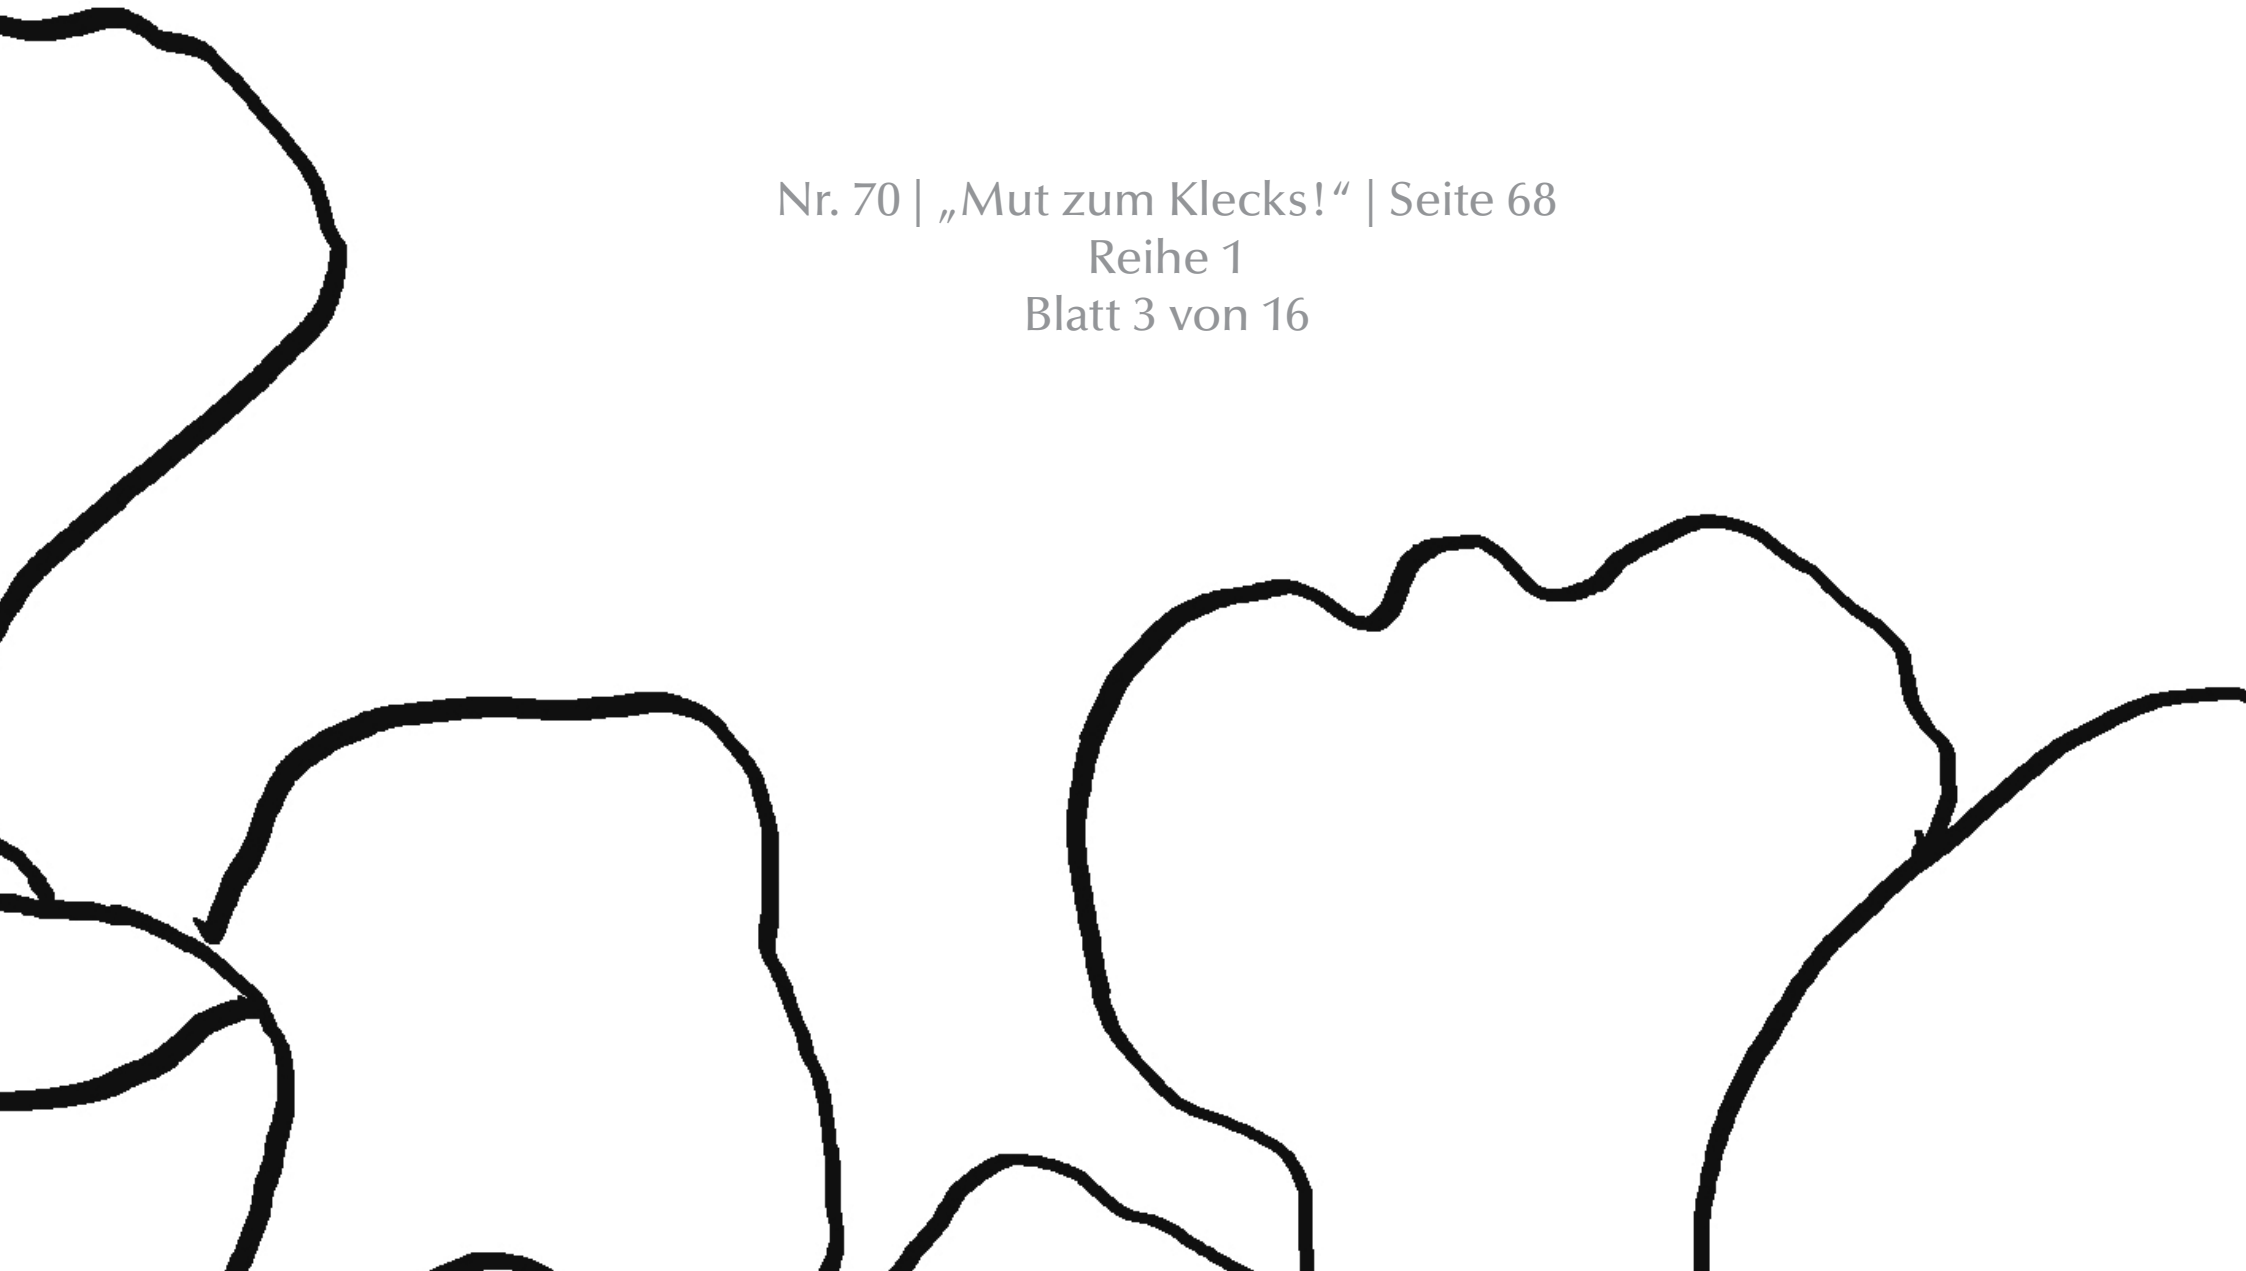 Nr. 70 | „Mut zum Klecks!“ | Seite 68
Reihe 1
Blatt 3 von 16